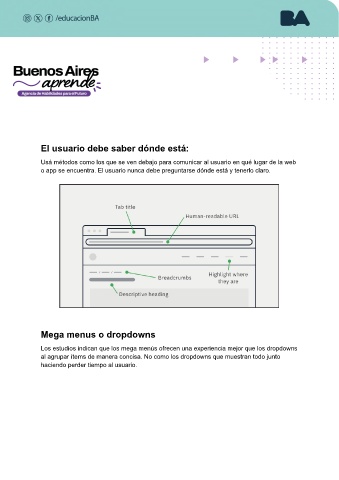 /educacionBA
BA
Buenos Aires
aprende
Agencia de Habilidades para el Futuro
El usuario debe saber dónde está:
Usá métodos como los que se ven debajo para comunicar al usuario en qué lugar de la web
o app se encuentra. El usuario nunca debe preguntarse dónde está y tenerlo claro.
Tab title
Human-readable URL
Breadcrumbs
Highlight where
they are
Descriptive heading
Mega menus o dropdowns
Los estudios indican que los mega menús ofrecen una experiencia mejor que los dropdowns
al agrupar ítems de manera concisa. No como los dropdowns que muestran todo junto
haciendo perder tiempo al usuario.